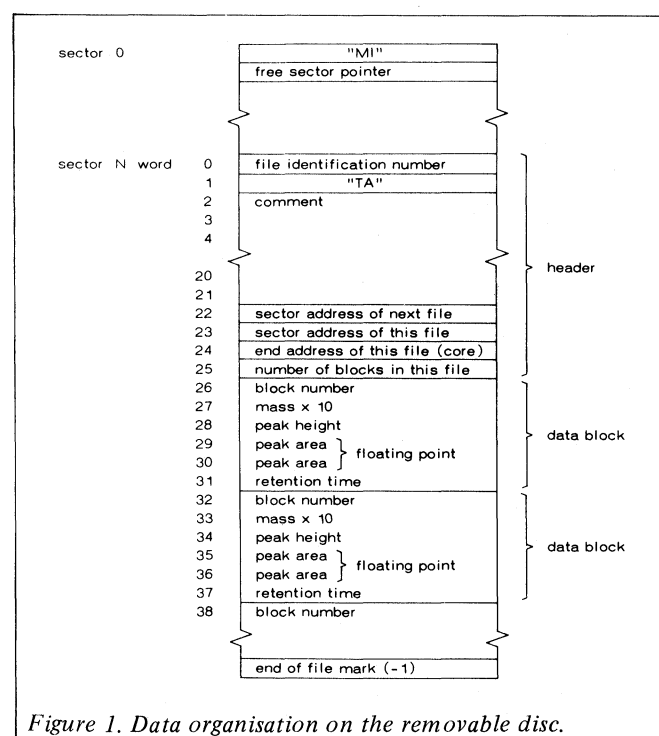 sector 0 "MI"
free sector pointer
sector N word 0 file identification number
1 "TA"
2 comment
3
4
header
20
21
22 sector address of next file
23 sector address of this file
24 end address of this file (core)
25 number of blocks in this file
26 block number
27 mass x 10
28 peak height
data block
29 peak area } floating point
30 peak area
31 retention time
32 block number
33 mass x 10
34 peak height
data block
35 peak area } floating point
36 peak area
37 retention time
38 block number
end of file mark (-1)
Figure 1. Data organisation on the removable disc.